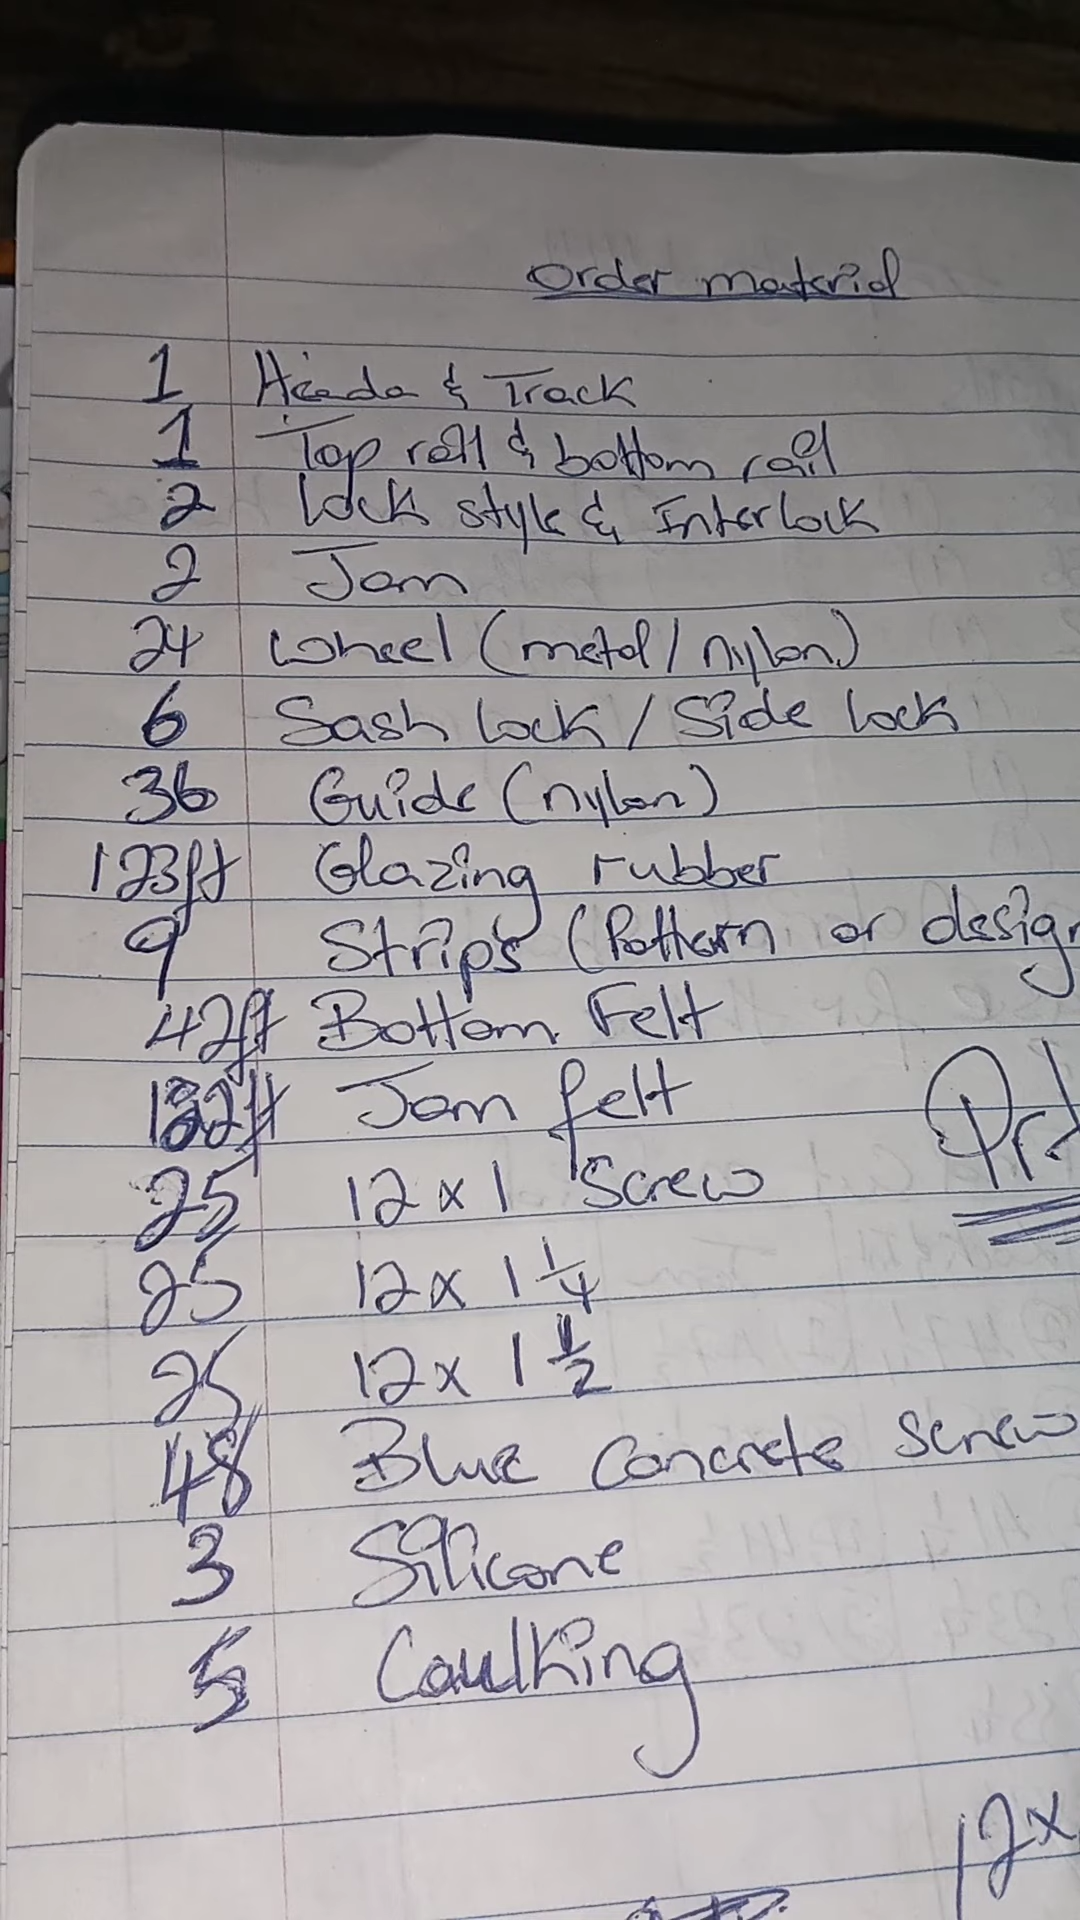 Order material
1 Heada & Track
1 Top rail & bottom rail
2 Lock style & Interlock
2 Jam
24 Wheel (metal/nylon)
6 Sash lock / Side lock
36 Guide (nylon)
123ft Glazing rubber
9 Strips (Pattern or design
42ft Bottom Felt
122ft Jam felt
25 12 x 1 Screw
25 12 x 1 1/4
25 12 x 1 1/2
48 Blue Concrete Screw
3 Silicone
5 Caulking
12x